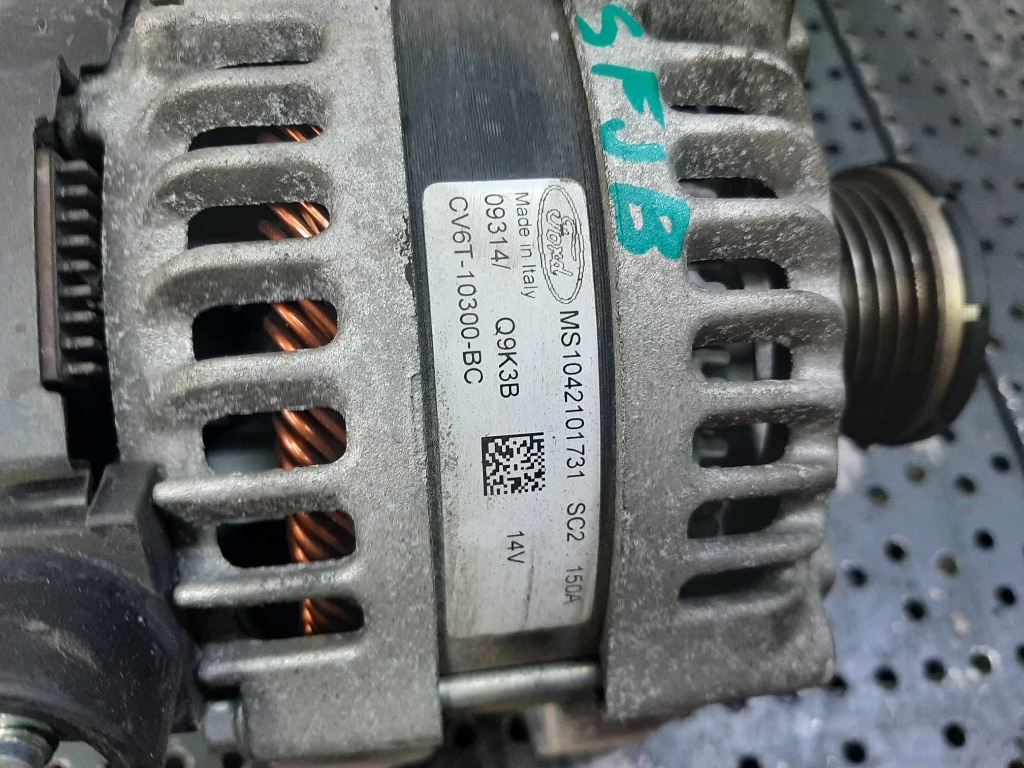 SFJB
Ford
MS1042101731 SC2 150A
Made in Italy
09314/ Q9K3B 14V
CV6T-10300-BC